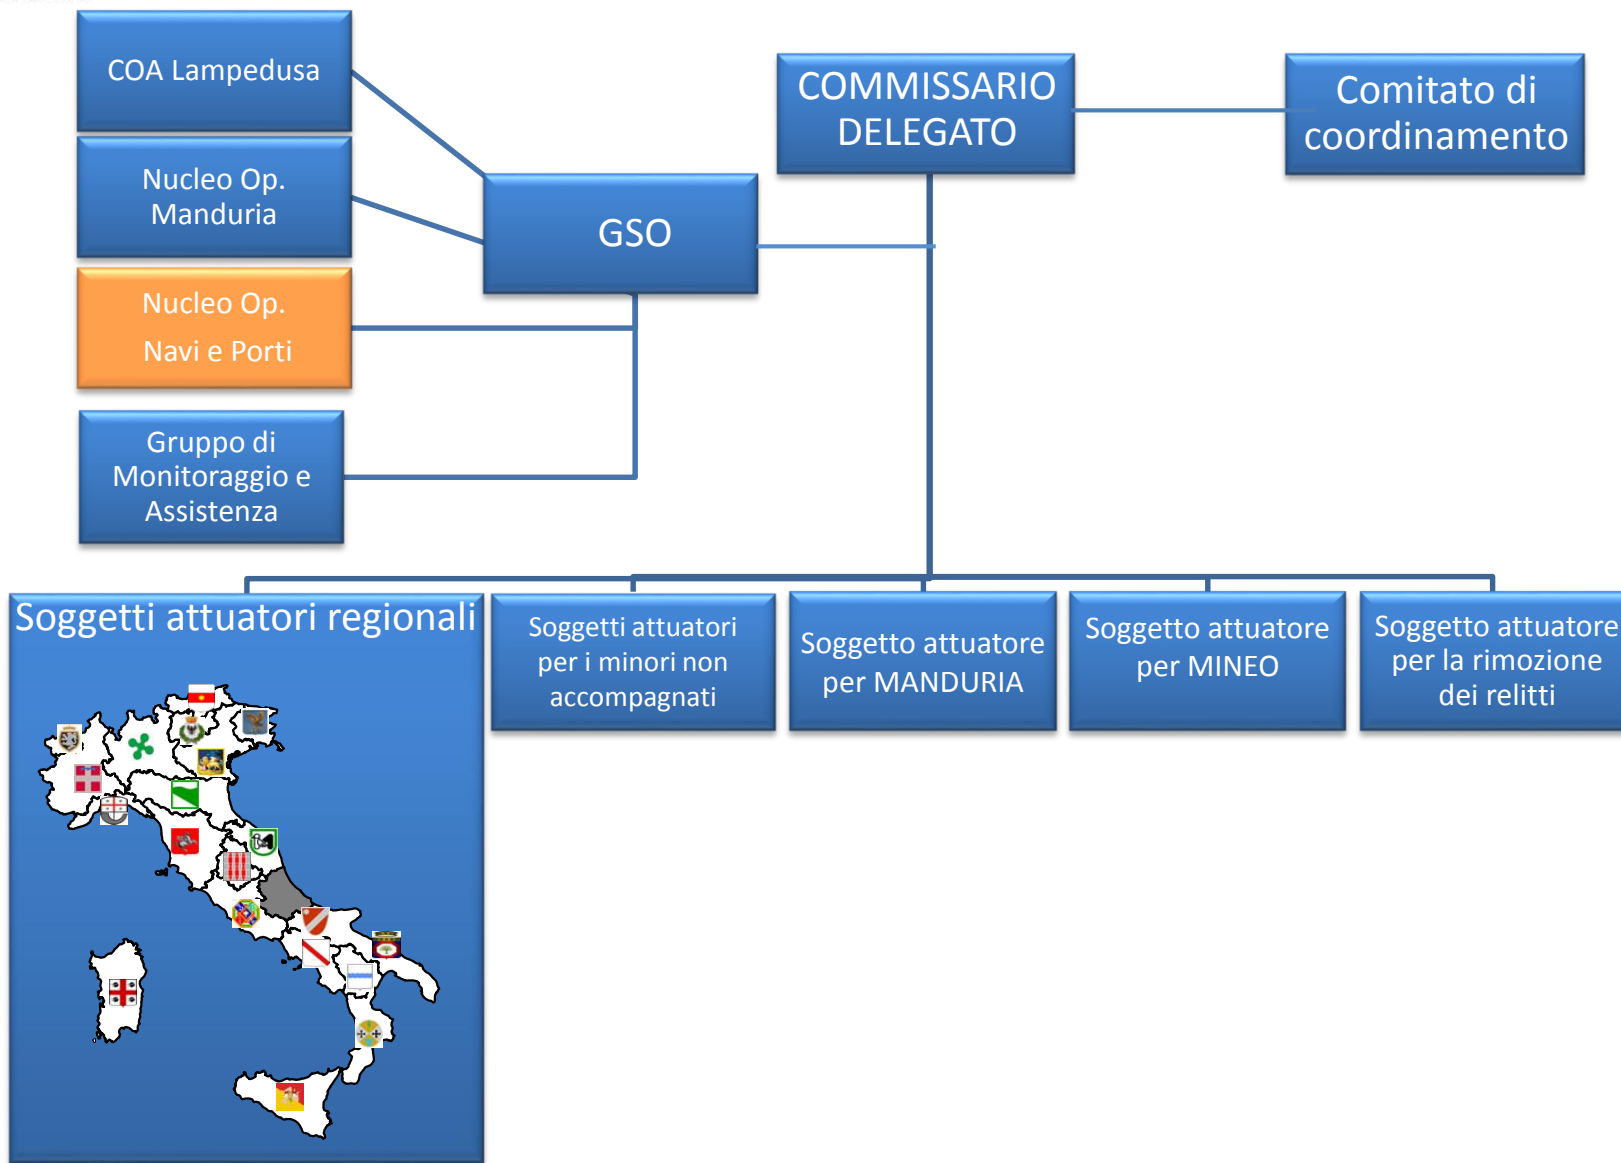 COA Lampedusa
Nucleo Op.
Manduria
Nucleo Op.
Navi e Porti
Gruppo di
Monitoraggio e
Assistenza
GSO
COMMISSARIO
DELEGATO
Comitato di
coordinamento
Soggetti attuatori regionali
Soggetti attuatori
per i minori non
accompagnati
Soggetto attuatore
per MANDURIA
Soggetto attuatore
per MINEO
Soggetto attuatore
per la rimozione
dei relitti